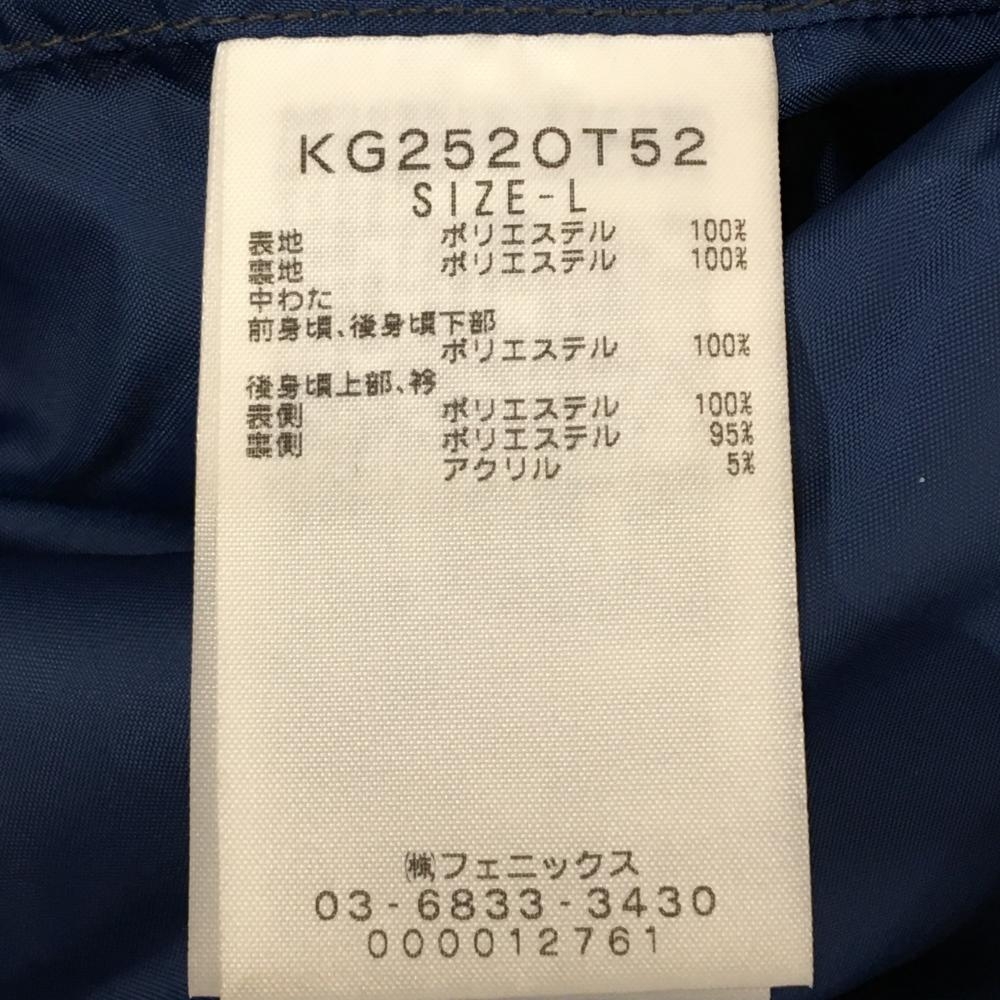 KG252OT52
SIZE-L
表地 ポリエステル 100%
裏地 ポリエステル 100%
中わた
前身頃、後身頃下部
ポリエステル 100%
後身頃上部、衿
表側 ポリエステル 100%
裏側 ポリエステル 95%
アクリル 5%
㈱フェニックス
03-6833-3430
000012761